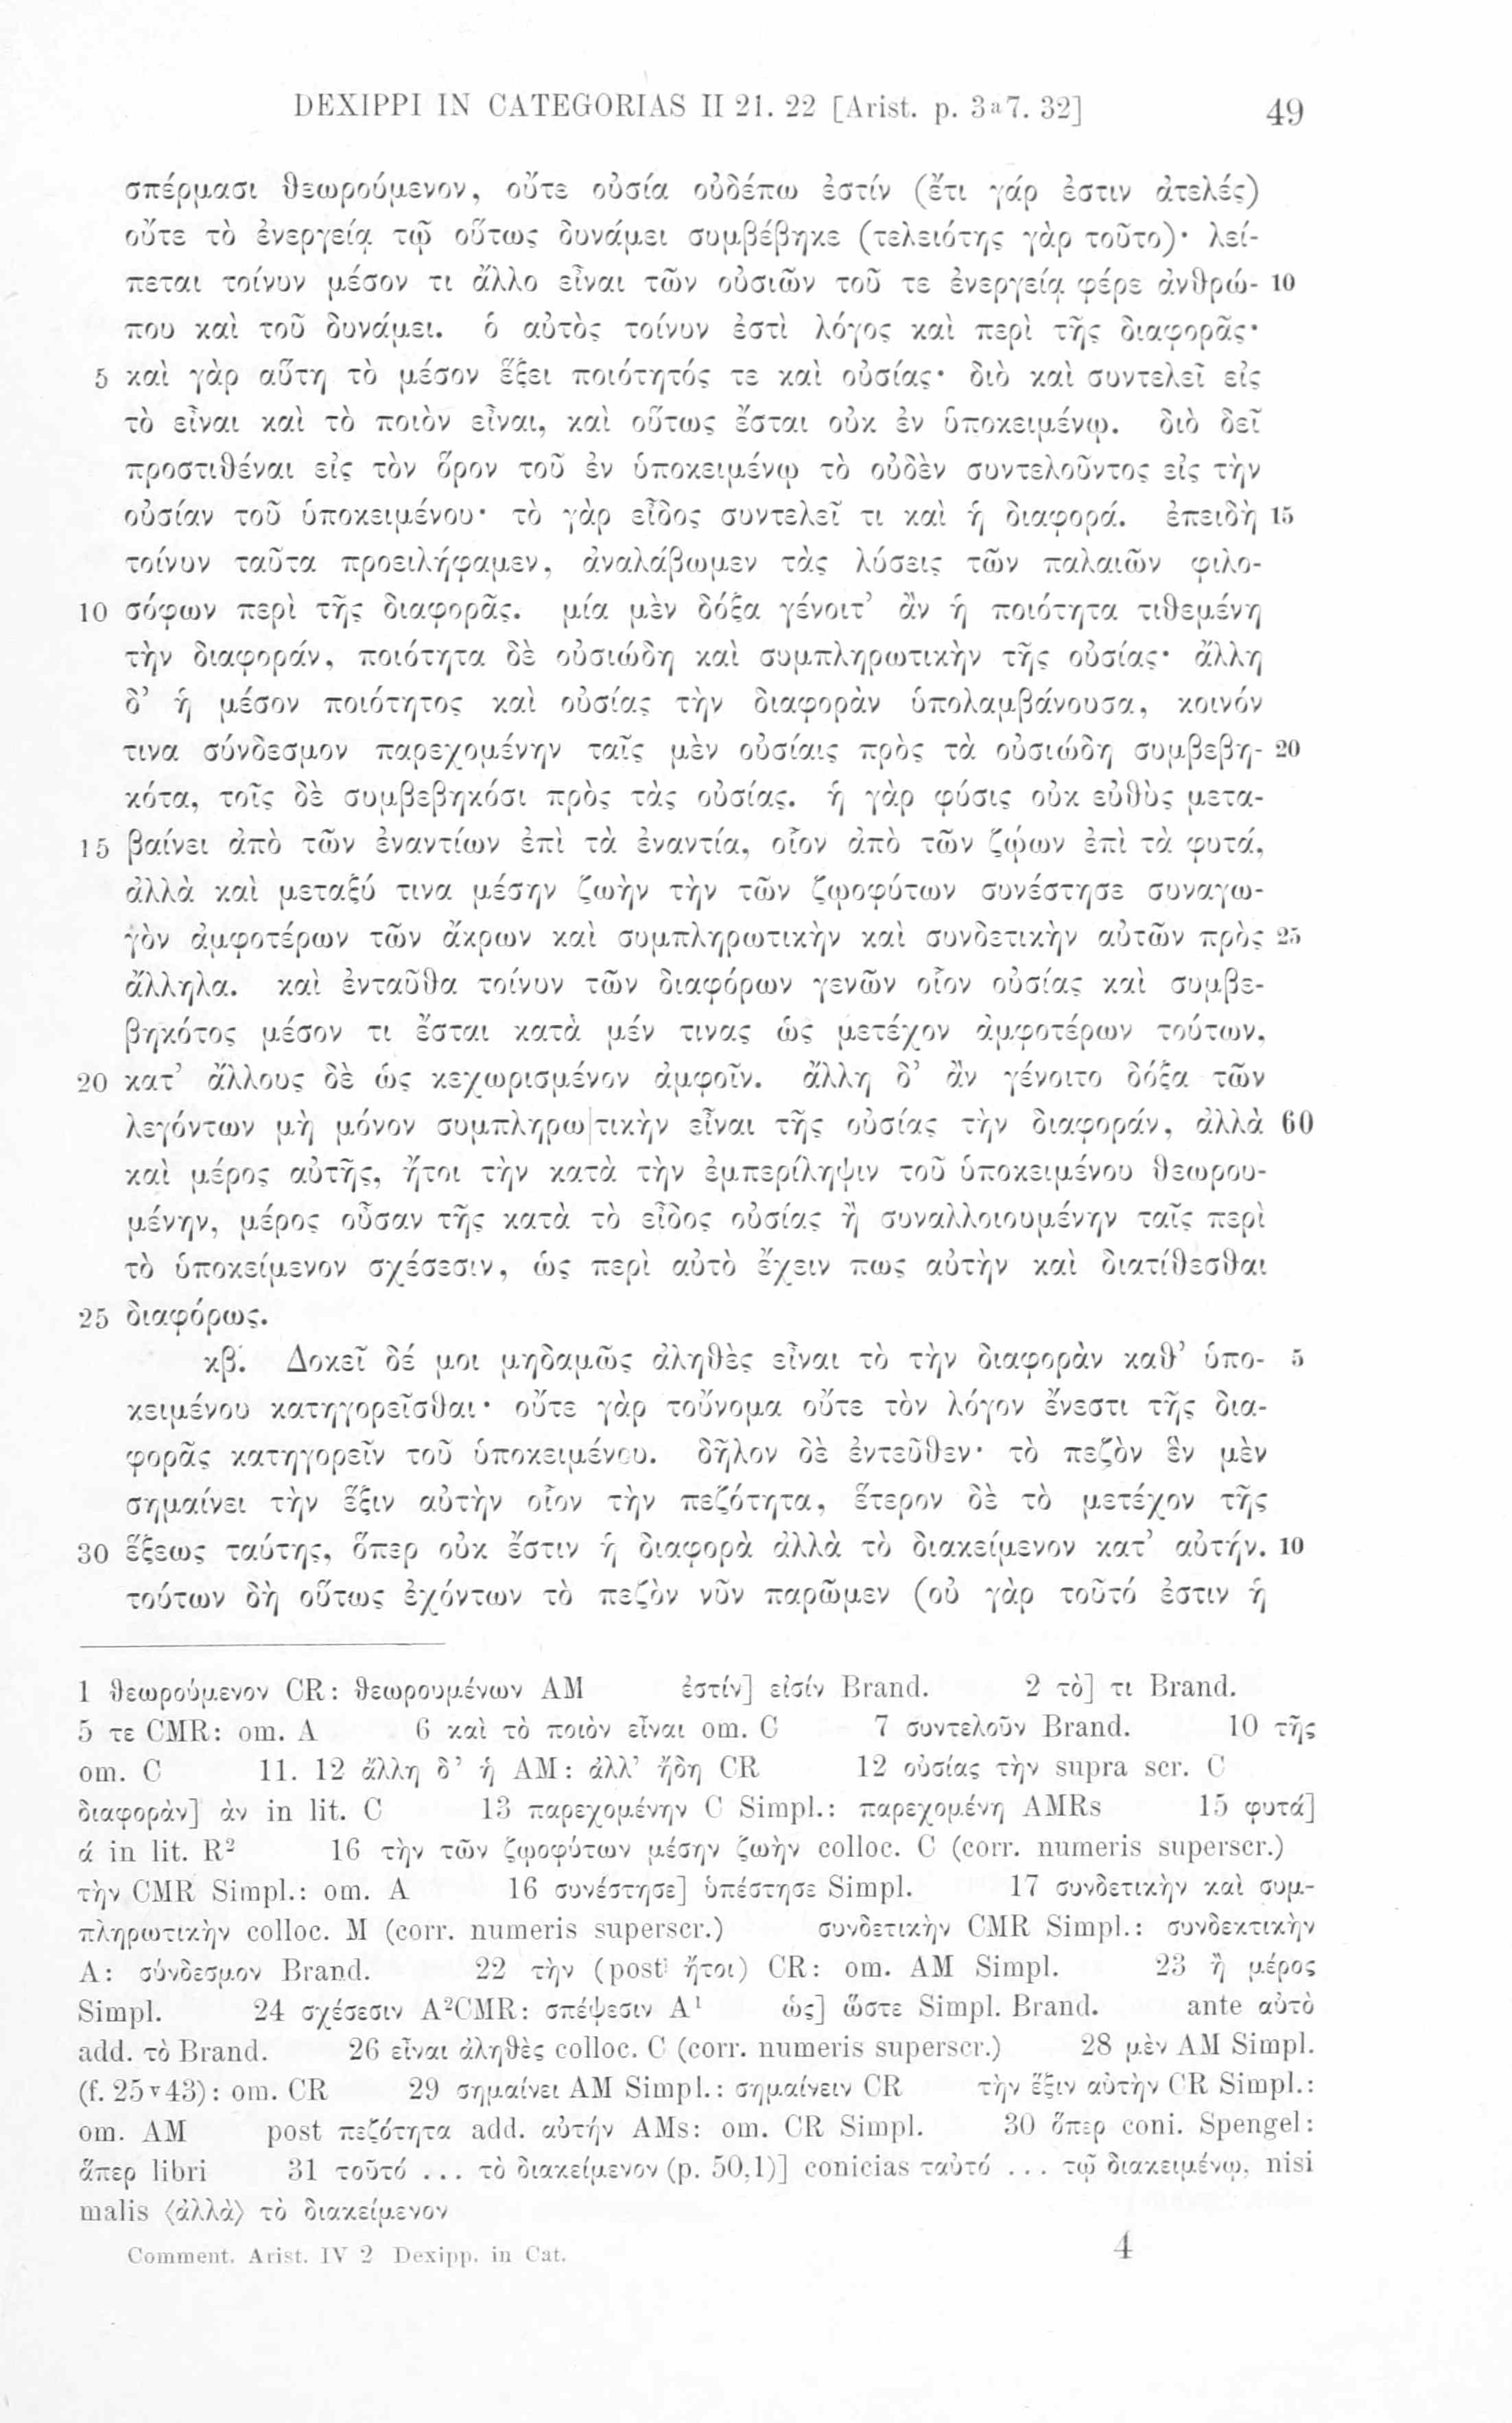 DEXIPPI IN CATEGORIAS II 21. 22 [Arist. p. 3ᵃ7. 32] 49
σπέρμασι θεωρούμενον, οὔτε οὐσία οὐδέπω ἐστίν (ἔτι γάρ ἐστιν ἀτελές)
οὔτε τὸ ἐνεργείᾳ τῷ οὕτως δυνάμει συμβέβηκε (τελειότης γὰρ τοῦτο)· λεί-
πεται τοίνυν μέσον τι ἄλλο εἶναι τῶν οὐσιῶν τοῦ τε ἐνεργείᾳ φέρε ἀνθρώ- 10
που καὶ τοῦ δυνάμει. ὁ αὐτὸς τοίνυν ἐστὶ λόγος καὶ περὶ τῆς διαφορᾶς·
5 καὶ γὰρ αὕτη τὸ μέσον ἕξει ποιότητός τε καὶ οὐσίας· διὸ καὶ συντελεῖ εἰς
τὸ εἶναι καὶ τὸ ποιὸν εἶναι, καὶ οὕτως ἔσται οὐκ ἐν ὑποκειμένῳ. διὸ δεῖ
προστιθέναι εἰς τὸν ὅρον τοῦ ἐν ὑποκειμένῳ τὸ οὐδὲν συντελοῦντος εἰς τὴν
οὐσίαν τοῦ ὑποκειμένου· τὸ γὰρ εἶδος συντελεῖ τι καὶ ἡ διαφορά. ἐπειδὴ 15
τοίνυν ταῦτα προειλήφαμεν, ἀναλάβωμεν τὰς λύσεις τῶν παλαιῶν φιλο-
10 σόφων περὶ τῆς διαφορᾶς. μία μὲν δόξα γένοιτ’ ἂν ἡ ποιότητα τιθεμένη
τὴν διαφοράν, ποιότητα δὲ οὐσιώδη καὶ συμπληρωτικὴν τῆς οὐσίας· ἄλλη
δ’ ἡ μέσον ποιότητος καὶ οὐσίας τὴν διαφορὰν ὑπολαμβάνουσα, κοινόν
τινα σύνδεσμον παρεχομένην ταῖς μὲν οὐσίαις πρὸς τὰ οὐσιώδη συμβεβη- 20
κότα, τοῖς δὲ συμβεβηκόσι πρὸς τὰς οὐσίας. ἡ γὰρ φύσις οὐκ εὐθὺς μετα-
15 βαίνει ἀπὸ τῶν ἐναντίων ἐπὶ τὰ ἐναντία, οἷον ἀπὸ τῶν ζῴων ἐπὶ τὰ φυτά,
ἀλλὰ καὶ μεταξύ τινα μέσην ζωὴν τὴν τῶν ζῳοφύτων συνέστησε συναγω-
γὸν ἀμφοτέρων τῶν ἄκρων καὶ συμπληρωτικὴν καὶ συνδετικὴν αὐτῶν πρὸς 25
ἄλληλα. καὶ ἐνταῦθα τοίνυν τῶν διαφόρων γενῶν οἷον οὐσίας καὶ συμβε-
βηκότος μέσον τι ἔσται κατὰ μέν τινας ὡς μετέχον ἀμφοτέρων τούτων,
20 κατ’ ἄλλους δὲ ὡς κεχωρισμένον ἀμφοῖν. ἄλλη δ’ ἂν γένοιτο δόξα τῶν
λεγόντων μὴ μόνον συμπληρω|τικὴν εἶναι τῆς οὐσίας τὴν διαφοράν, ἀλλὰ 60
καὶ μέρος αὐτῆς, ἤτοι τὴν κατὰ τὴν ἐμπερίληψιν τοῦ ὑποκειμένου θεωρου-
μένην, μέρος οὖσαν τῆς κατὰ τὸ εἶδος οὐσίας ἢ συναλλοιουμένην ταῖς περὶ
τὸ ὑποκείμενον σχέσεσιν, ὡς περὶ αὐτὸ ἔχειν πως αὐτὴν καὶ διατίθεσθαι
25 διαφόρως.
κβ΄. Δοκεῖ δέ μοι μηδαμῶς ἀληθὲς εἶναι τὸ τὴν διαφορὰν καθ’ ὑπο- 5
κειμένου κατηγορεῖσθαι· οὔτε γὰρ τοὔνομα οὔτε τὸν λόγον ἔνεστι τῆς δια-
φορᾶς κατηγορεῖν τοῦ ὑποκειμένου. δῆλον δὲ ἐντεῦθεν· τὸ πεζὸν ἓν μὲν
σημαίνει τὴν ἕξιν αὐτὴν οἷον τὴν πεζότητα, ἕτερον δὲ τὸ μετέχον τῆς
30 ἕξεως ταύτης, ὅπερ οὐκ ἔστιν ἡ διαφορὰ ἀλλὰ τὸ διακείμενον κατ’ αὐτήν. 10
τούτων δὴ οὕτως ἐχόντων τὸ πεζὸν νῦν παρῶμεν (οὐ γὰρ τοῦτό ἐστιν ἡ
1 θεωρούμενον CR: θεωρουμένων AM ἐστίν] εἰσίν Brand. 2 τὸ] τι Brand.
5 τε CMR: om. A 6 καὶ τὸ ποιὸν εἶναι om. C 7 συντελοῦν Brand. 10 τῆς
om. C 11. 12 ἄλλη δ’ ἡ AM: ἀλλ’ ἤδη CR 12 οὐσίας τὴν supra scr. C
διαφορὰν] ὰν in lit. C 13 παρεχομένην C Simpl.: παρεχομένη AMRs 15 φυτά]
ά in lit. R² 16 τὴν τῶν ζῳοφύτων μέσην ζωὴν colloc. C (corr. numeris superscr.)
τὴν CMR Simpl.: om. A 16 συνέστησε] ὑπέστησε Simpl. 17 συνδετικὴν καὶ συμ-
πληρωτικὴν colloc. M (corr. numeris superscr.) συνδετικὴν CMR Simpl.: συνδεκτικὴν
A: σύνδεσμον Brand. 22 τὴν (post ἤτοι) CR: om. AM Simpl. 23 ἢ μέρος
Simpl. 24 σχέσεσιν A²CMR: σπέψεσιν A¹ ὡς] ὥστε Simpl. Brand. ante αὐτὸ
add. τὸ Brand. 26 εἶναι ἀληθὲς colloc. C (corr. numeris superscr.) 28 μὲν AM Simpl.
(f. 25ᵛ43): om. CR 29 σημαίνει AM Simpl.: σημαίνειν CR τὴν ἕξιν αὐτὴν CR Simpl.:
om. AM post πεζότητα add. αὐτήν AMs: om. CR Simpl. 30 ὅπερ coni. Spengel:
ἅπερ libri 31 τοῦτό ... τὸ διακείμενον (p. 50,1)] conicias ταὐτό ... τῷ διακειμένῳ, nisi
malis ⟨ἀλλὰ⟩ τὸ διακείμενον
Comment. Arist. IV 2 Dexipp. in Cat. 4